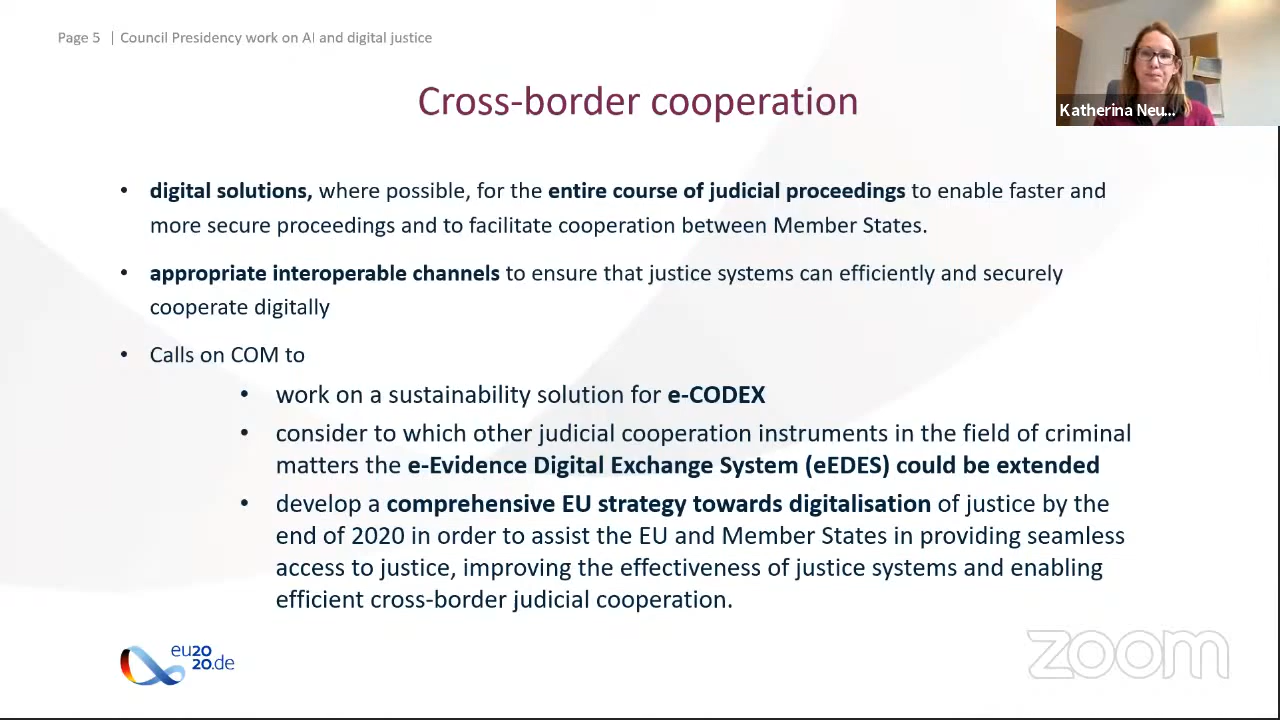 Page 5 | Council Presidency work on AI and digital justice
Katherina Neu...
Cross-border cooperation
• digital solutions, where possible, for the entire course of judicial proceedings to enable faster and
more secure proceedings and to facilitate cooperation between Member States.
• appropriate interoperable channels to ensure that justice systems can efficiently and securely
cooperate digitally
• Calls on COM to
• work on a sustainability solution for e-CODEX
• consider to which other judicial cooperation instruments in the field of criminal
matters the e-Evidence Digital Exchange System (eEDES) could be extended
• develop a comprehensive EU strategy towards digitalisation of justice by the
end of 2020 in order to assist the EU and Member States in providing seamless
access to justice, improving the effectiveness of justice systems and enabling
efficient cross-border judicial cooperation.
eu20
20.de
zoom